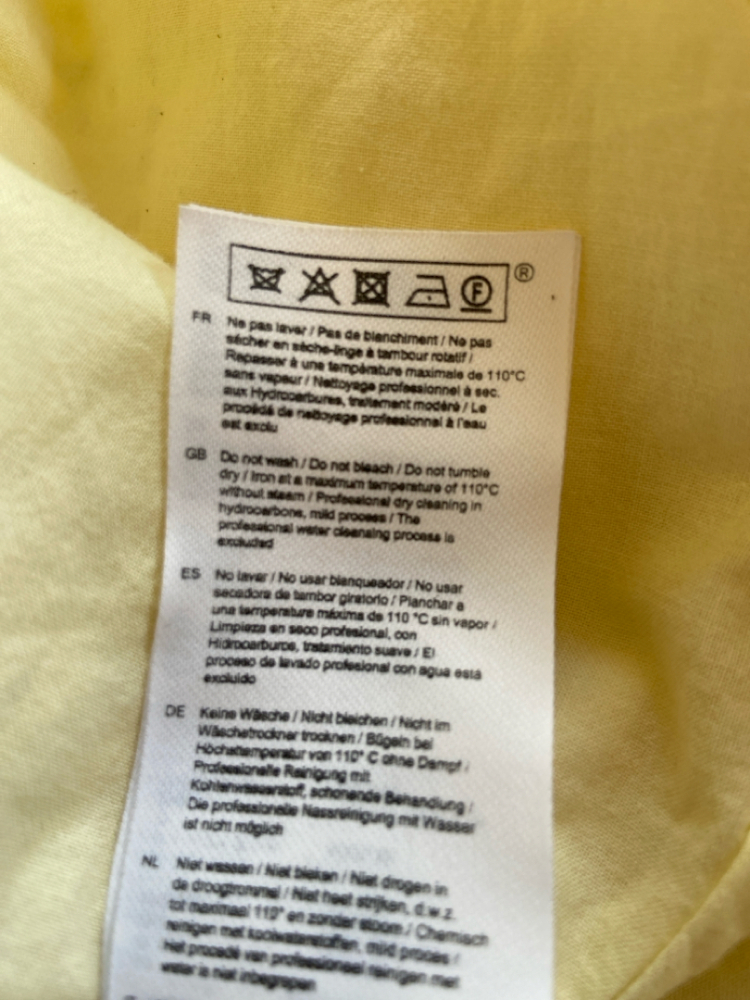 ®
F
FR Ne pas laver / Pas de blanchiment / Ne pas
sécher en sèche-linge à tambour rotatif /
Repasser à une température maximale de 110°C
sans vapeur / Nettoyage professionnel à sec.
aux Hydrocarbures, traitement modéré / Le
procédé de nettoyage professionnel à l'eau
est exclu
GB Do not wash / Do not bleach / Do not tumble
dry / Iron at a maximum temperature of 110°C
without steam / Professional dry cleaning in
hydrocarbons, mild process / The
professional water cleansing process is
excluded
ES No lavar / No usar blanqueador / No usar
secadora de tambor giratorio / Planchar a
una temperature máxima de 110 °C sin vapor /
Limpieza en seco profesional, con
Hidrocarburos, tratamiento suave / El
proceso de lavado profesional con agua está
excluido
DE Keine Wäsche / Nicht bleichen / Nicht im
Wäschetrockner trocknen / Bügeln bei
Höchsttemperatur von 110° C ohne Dampf /
Professionelle Reinigung mit
Kohlenwasserstoff, schonende Behandlung /
Die professionelle Nassreinigung mit Wasser
ist nicht möglich
NL Niet wassen / Niet bleken / Niet drogen in
de droogtrommel / Niet heet strijken, d.w.z.
tot maximaal 110° en zonder stoom / Chemisch
reinigen met koolwaterstoffen, mild proces /
Het procedé van professioneel reinigen met
water is niet inbegrepen